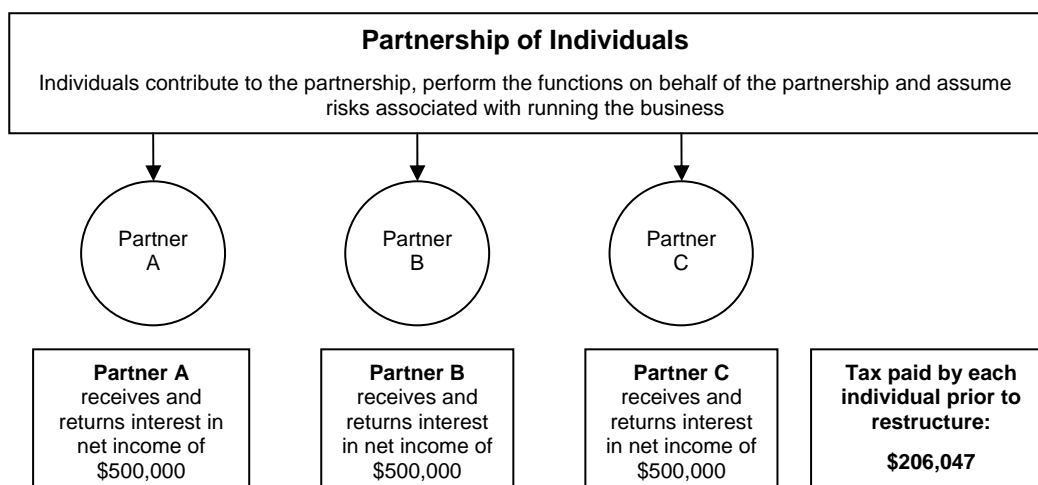 Partnership of Individuals
Individuals contribute to the partnership, perform the functions on behalf of the partnership and assume
risks associated with running the business
Partner
A
Partner
B
Partner
C
Partner A
receives and
returns interest in
net income of
$500,000
Partner B
receives and
returns interest
in net income of
$500,000
Partner C
receives and
returns interest
in net income of
$500,000
Tax paid by each
individual prior to
restructure:
$206,047